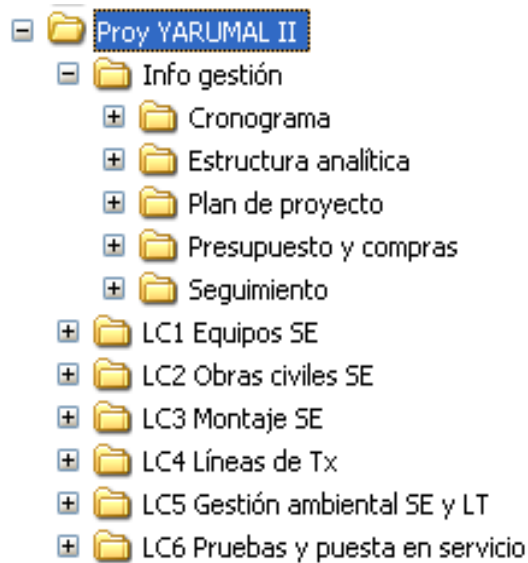 Proy YARUMAL II
Info gestión
Cronograma
Estructura analítica
Plan de proyecto
Presupuesto y compras
Seguimiento
LC1 Equipos SE
LC2 Obras civiles SE
LC3 Montaje SE
LC4 Líneas de Tx
LC5 Gestión ambiental SE y LT
LC6 Pruebas y puesta en servicio